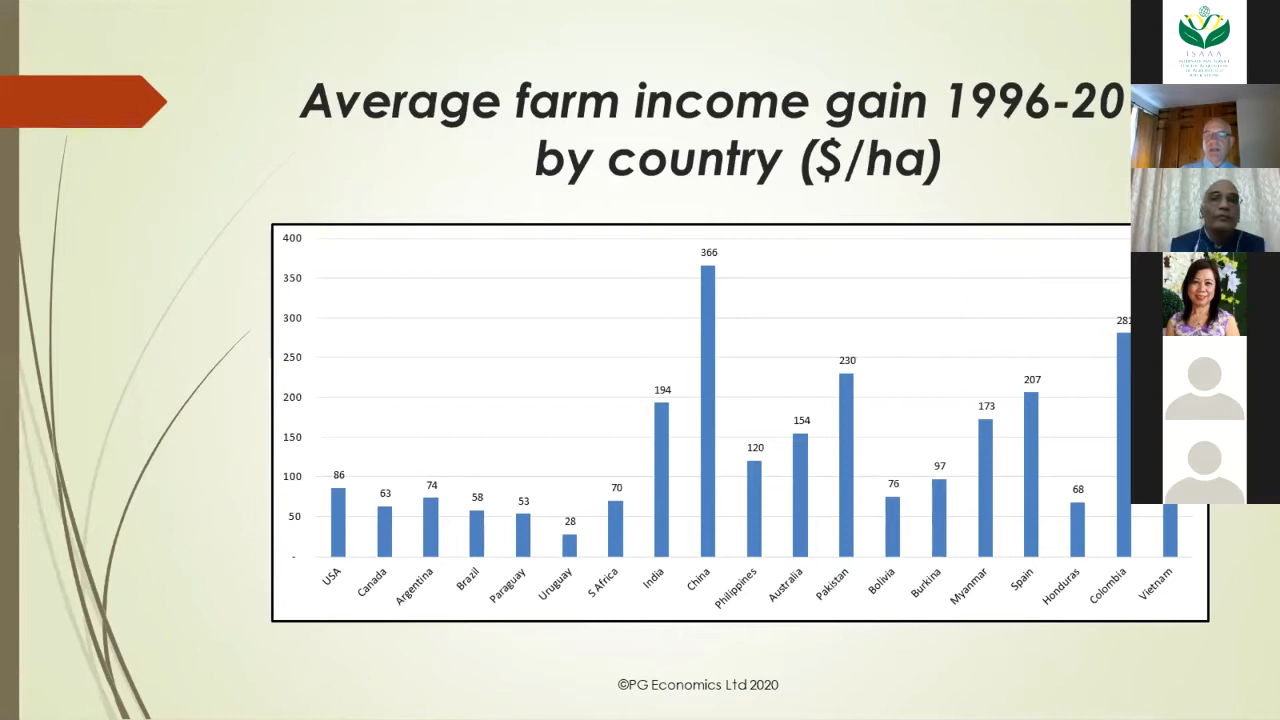 Average farm income gain 1996-20
by country ($/ha)
400
350
300
250
200
150
100
50
-
86
63
74
58
53
28
70
194
366
120
154
230
76
97
173
207
68
281
USA
Canada
Argentina
Brazil
Paraguay
Uruguay
S Africa
India
China
Philippines
Australia
Pakistan
Bolivia
Burkina
Myanmar
Spain
Honduras
Colombia
Vietnam
©PG Economics Ltd 2020
ISAAA